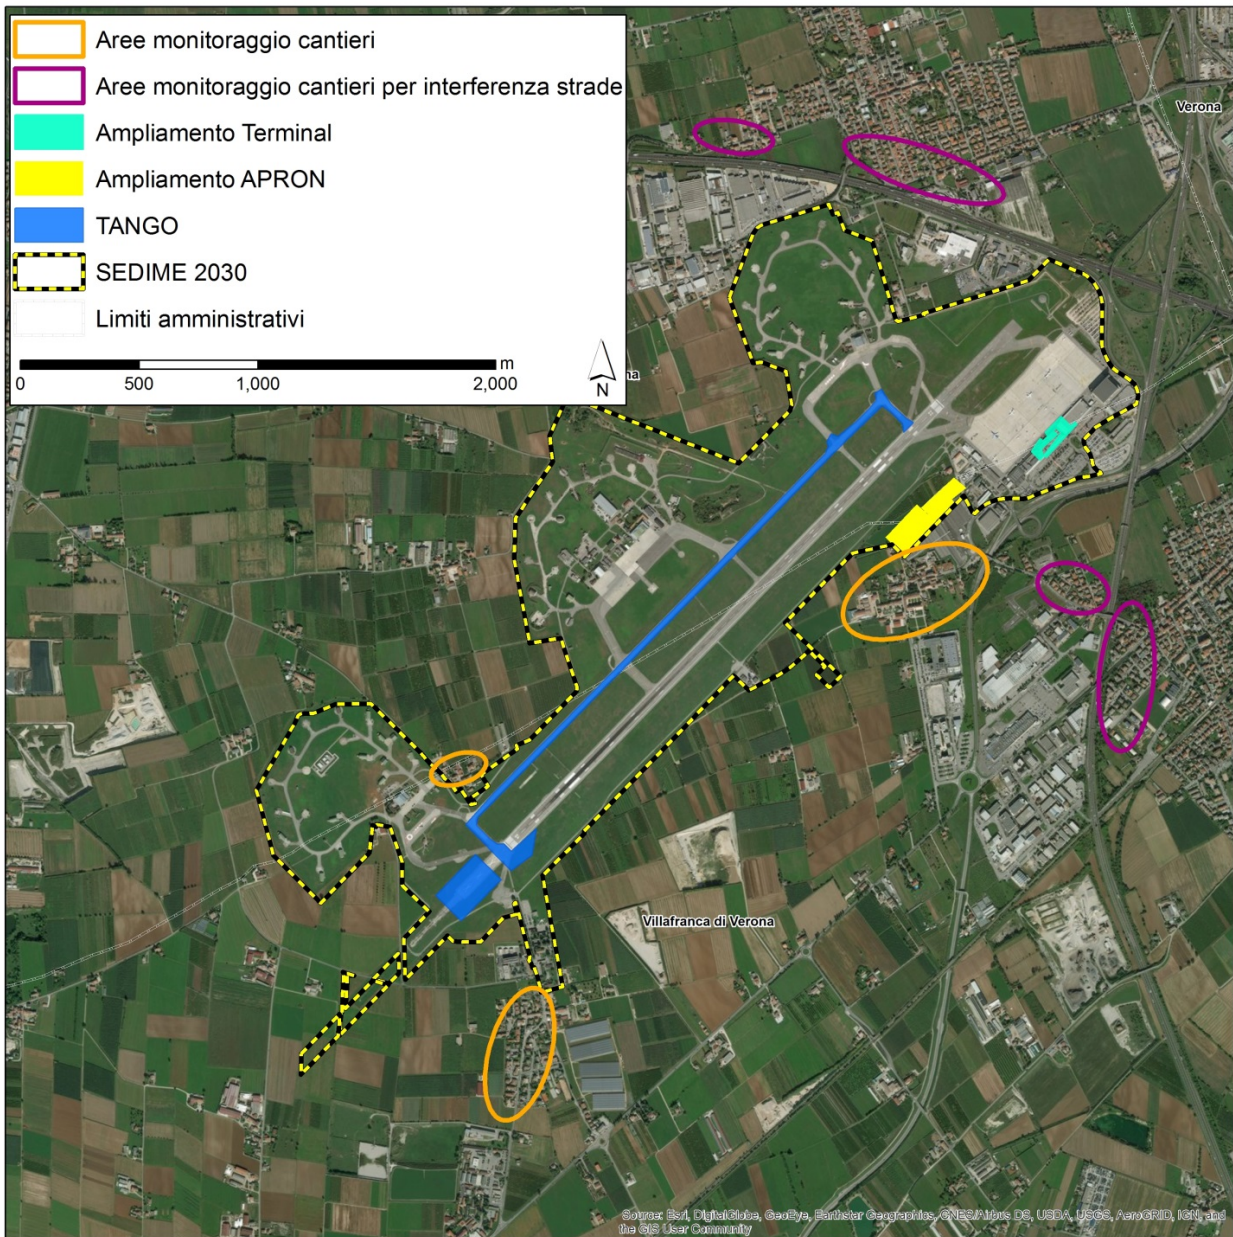 Aree monitoraggio cantieri
Aree monitoraggio cantieri per interferenza strade
Ampliamento Terminal
Ampliamento APRON
TANGO
SEDIME 2030
Limiti amministrativi
m
0 500 1,000 2,000
N
na
Verona
Villafranca di Verona
Source: Esri, DigitalGlobe, GeoEye, Earthstar Geographics, CNES/Airbus DS, USDA, USGS, AeroGRID, IGN, and
the GIS User Community